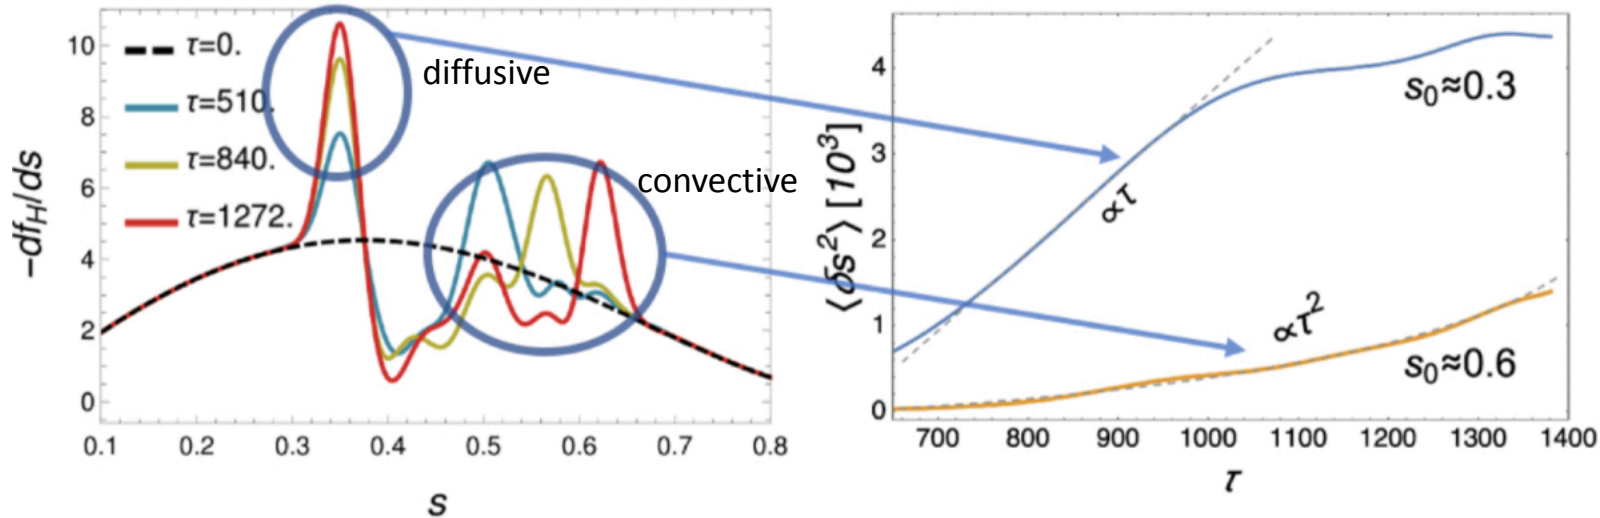 τ=0.
τ=510.
τ=840.
τ=1272.
diffusive
convective
-df_H/ds
10
8
6
4
2
0
0.1 0.2 0.3 0.4 0.5 0.6 0.7 0.8
s
⟨δs²⟩ [10³]
4
3
2
1
0
s₀≈0.3
∝τ
∝τ²
s₀≈0.6
700 800 900 1000 1100 1200 1300 1400
τ